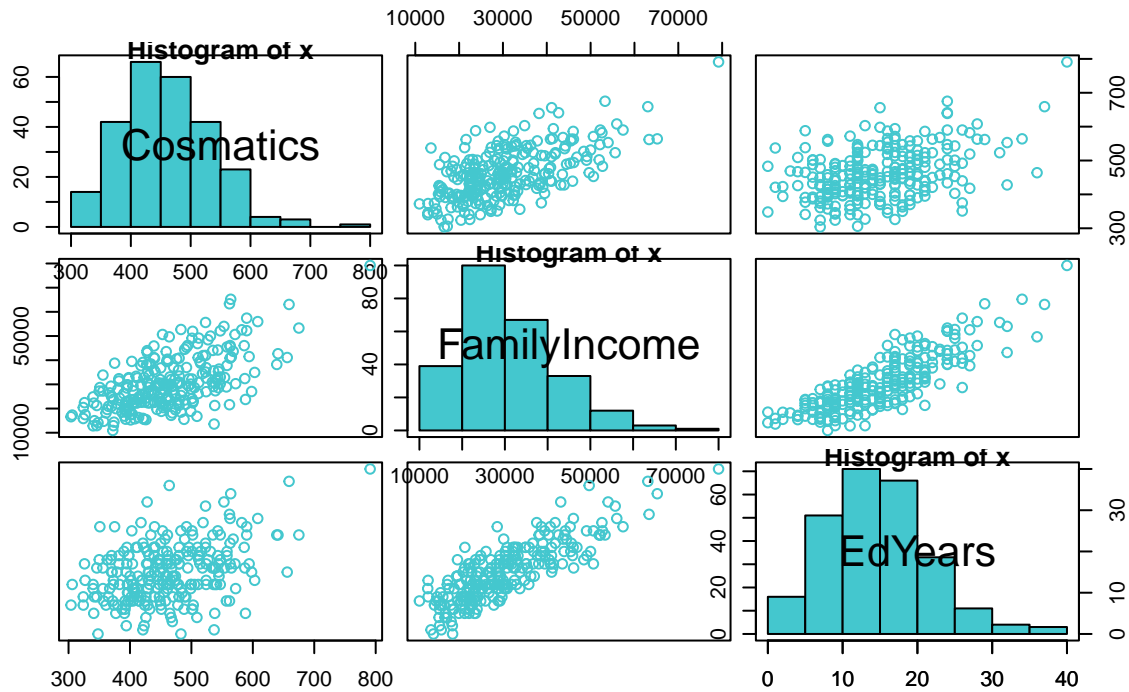 10000 30000 50000 70000
Histogram of x
Cosmatics
0 20 40 60
300 500 700
300 400 500 600 700 800
Histogram of x
FamilyIncome
10000 50000
0 40 80
10000 30000 50000 70000
Histogram of x
EdYears
0 20 40 60
0 10 30
300 400 500 600 700 800
0 10 20 30 40